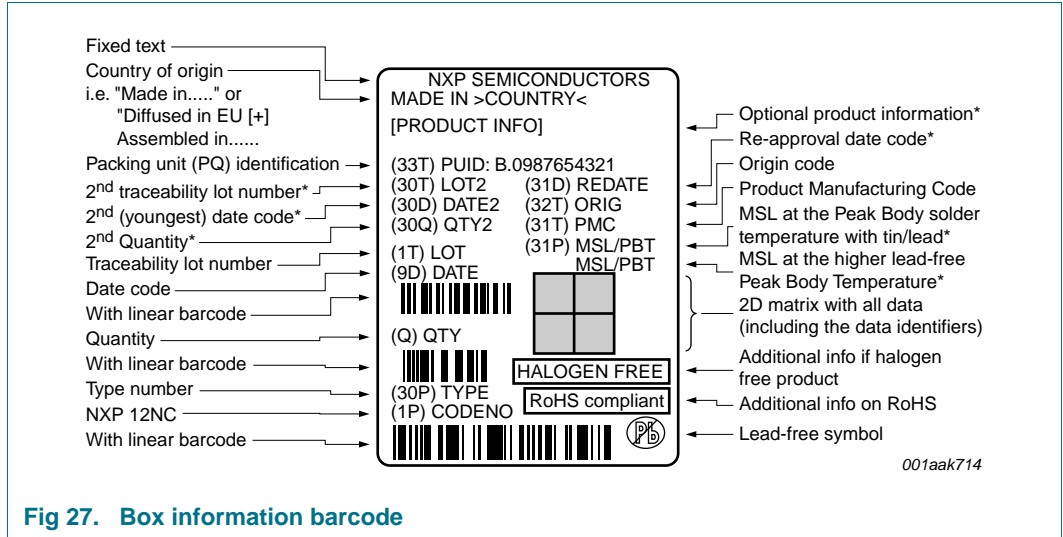 Fixed text
Country of origin
i.e. "Made in....." or
"Diffused in EU [+]
Assembled in......
Packing unit (PQ) identification
2nd traceability lot number*
2nd (youngest) date code*
2nd Quantity*
Traceability lot number
Date code
With linear barcode
Quantity
With linear barcode
Type number
NXP 12NC
With linear barcode
NXP SEMICONDUCTORS
MADE IN >COUNTRY<
[PRODUCT INFO]
(33T) PUID: B.0987654321
(30T) LOT2 (31D) REDATE
(30D) DATE2 (32T) ORIG
(30Q) QTY2 (31T) PMC
(31P) MSL/PBT
(1T) LOT MSL/PBT
(9D) DATE
(Q) QTY
HALOGEN FREE
(30P) TYPE
RoHS compliant
(1P) CODENO
Pb
Optional product information*
Re-approval date code*
Origin code
Product Manufacturing Code
MSL at the Peak Body solder
temperature with tin/lead*
MSL at the higher lead-free
Peak Body Temperature*
2D matrix with all data
(including the data identifiers)
Additional info if halogen
free product
Additional info on RoHS
Lead-free symbol
001aak714
Fig 27. Box information barcode